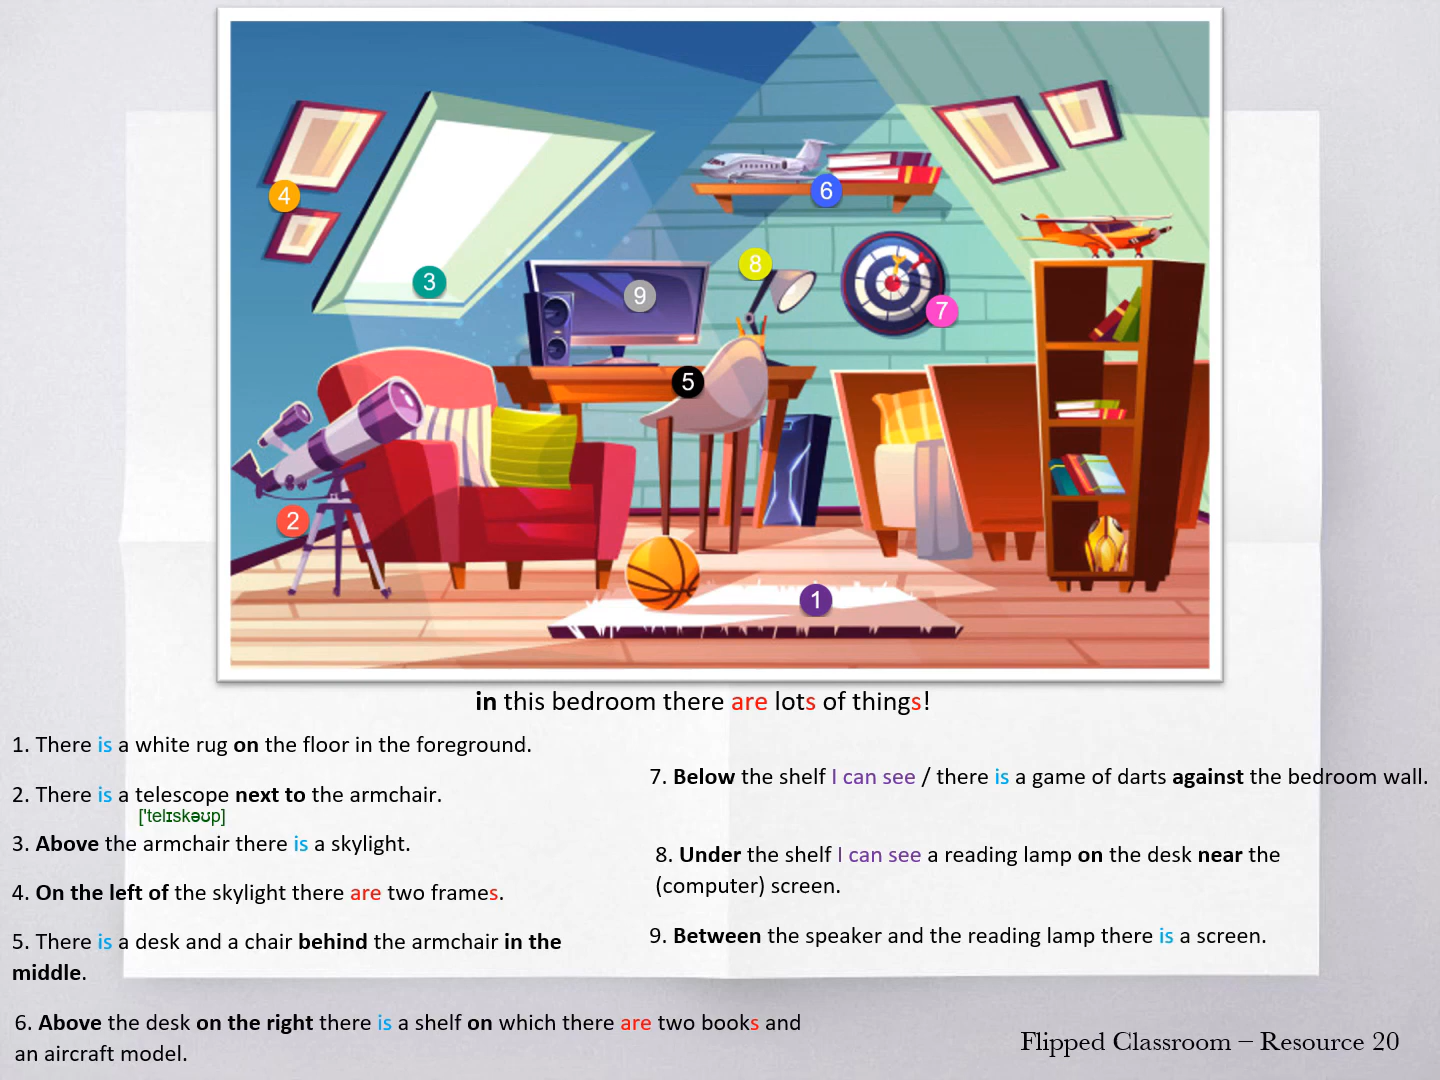 4
3
6
8
9
7
5
2
1
in this bedroom there are lots of things!
1. There is a white rug on the floor in the foreground.
2. There is a telescope next to the armchair.
['telɪskəʊp]
3. Above the armchair there is a skylight.
4. On the left of the skylight there are two frames.
5. There is a desk and a chair behind the armchair in the
middle.
6. Above the desk on the right there is a shelf on which there are two books and
an aircraft model.
7. Below the shelf I can see / there is a game of darts against the bedroom wall.
8. Under the shelf I can see a reading lamp on the desk near the
(computer) screen.
9. Between the speaker and the reading lamp there is a screen.
Flipped Classroom – Resource 20